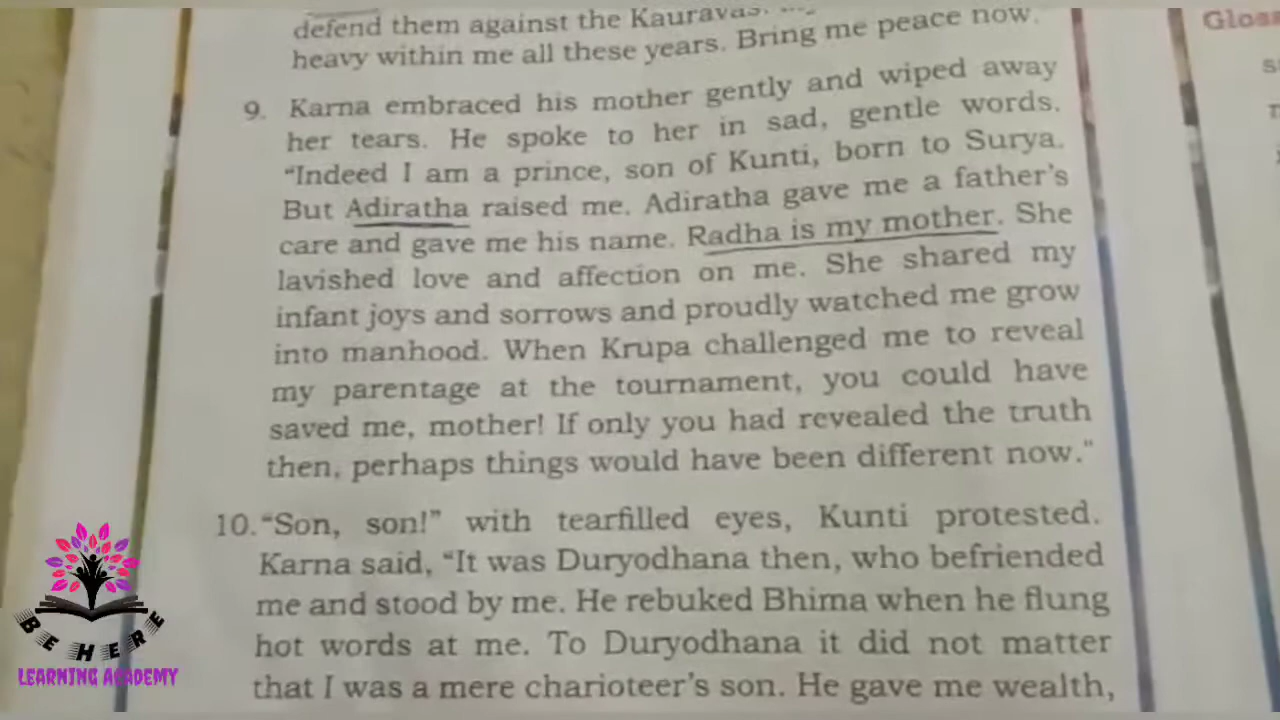 defend them against the Kauravas.
heavy within me all these years. Bring me peace now.
9. Karna embraced his mother gently and wiped away
her tears. He spoke to her in sad, gentle words.
“Indeed I am a prince, son of Kunti, born to Surya.
But Adiratha raised me. Adiratha gave me a father’s
care and gave me his name. Radha is my mother. She
lavished love and affection on me. She shared my
infant joys and sorrows and proudly watched me grow
into manhood. When Krupa challenged me to reveal
my parentage at the tournament, you could have
saved me, mother! If only you had revealed the truth
then, perhaps things would have been different now."
10. “Son, son!” with tearfilled eyes, Kunti protested.
Karna said, “It was Duryodhana then, who befriended
me and stood by me. He rebuked Bhima when he flung
hot words at me. To Duryodhana it did not matter
that I was a mere charioteer’s son. He gave me wealth,
BE HERE
LEARNING ACADEMY